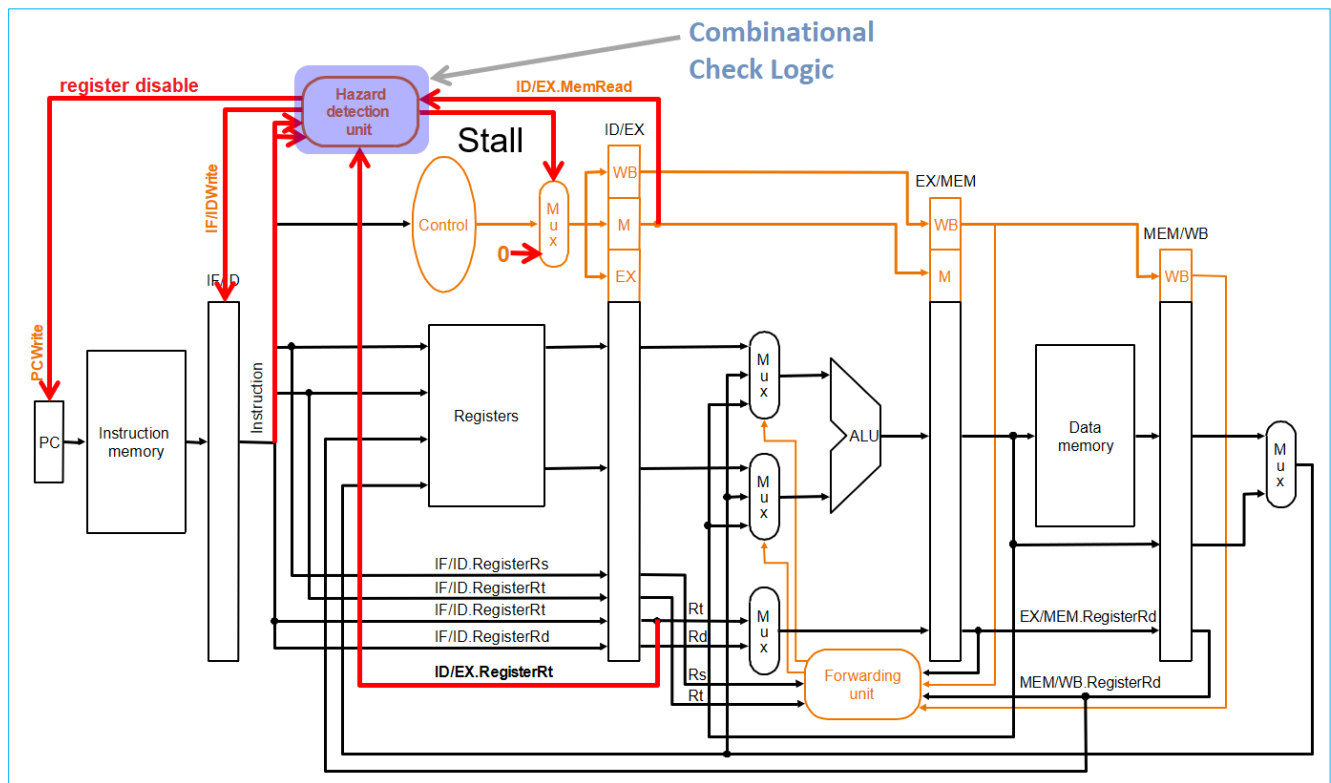 Combinational
Check Logic
register disable
ID/EX.MemRead
Hazard
detection
unit
Stall
ID/EX
IF/IDWrite
WB
EX/MEM
Control
M
u
x
M
WB
MEM/WB
0
EX
M
WB
IF/ID
PCWrite
Instruction
PC
Instruction
memory
Registers
M
u
x
ALU
Data
memory
M
u
x
M
u
x
IF/ID.RegisterRs
IF/ID.RegisterRt
IF/ID.RegisterRt
Rt
EX/MEM.RegisterRd
IF/ID.RegisterRd
Rd
M
u
x
ID/EX.RegisterRt
Rs
Rt
Forwarding
unit
MEM/WB.RegisterRd